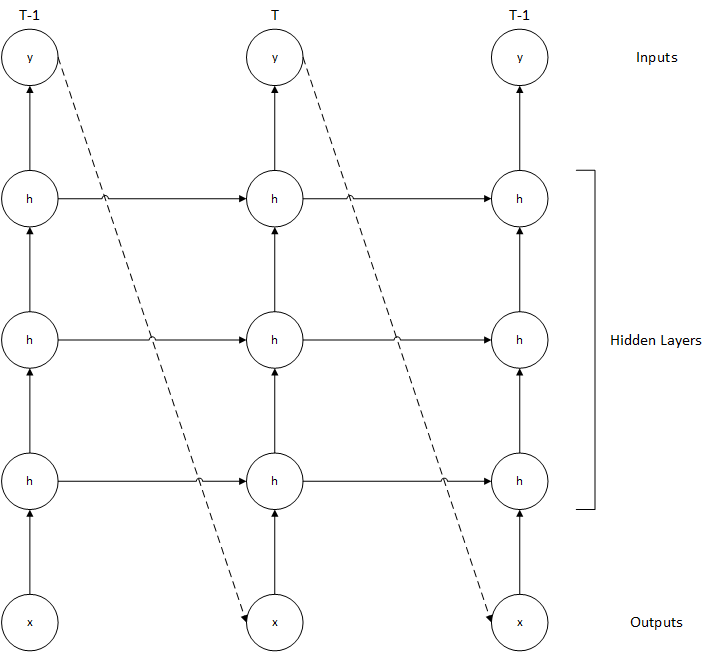 T-1 T T-1
y y y Inputs
h h h
h h h Hidden Layers
h h h
x x x Outputs